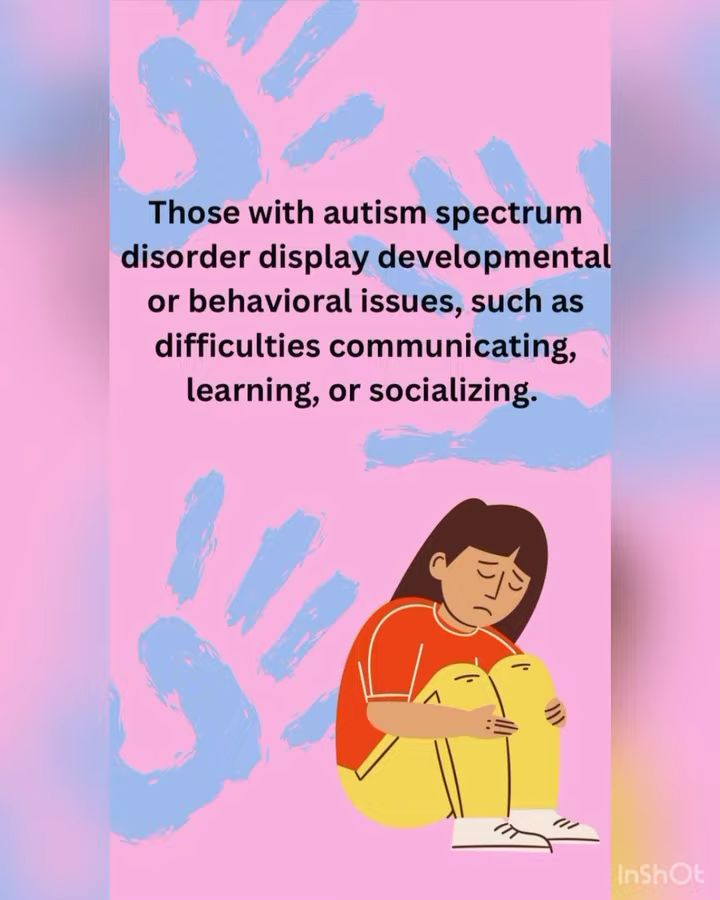 Those with autism spectrum
disorder display developmental
or behavioral issues, such as
difficulties communicating,
learning, or socializing.
InShOt